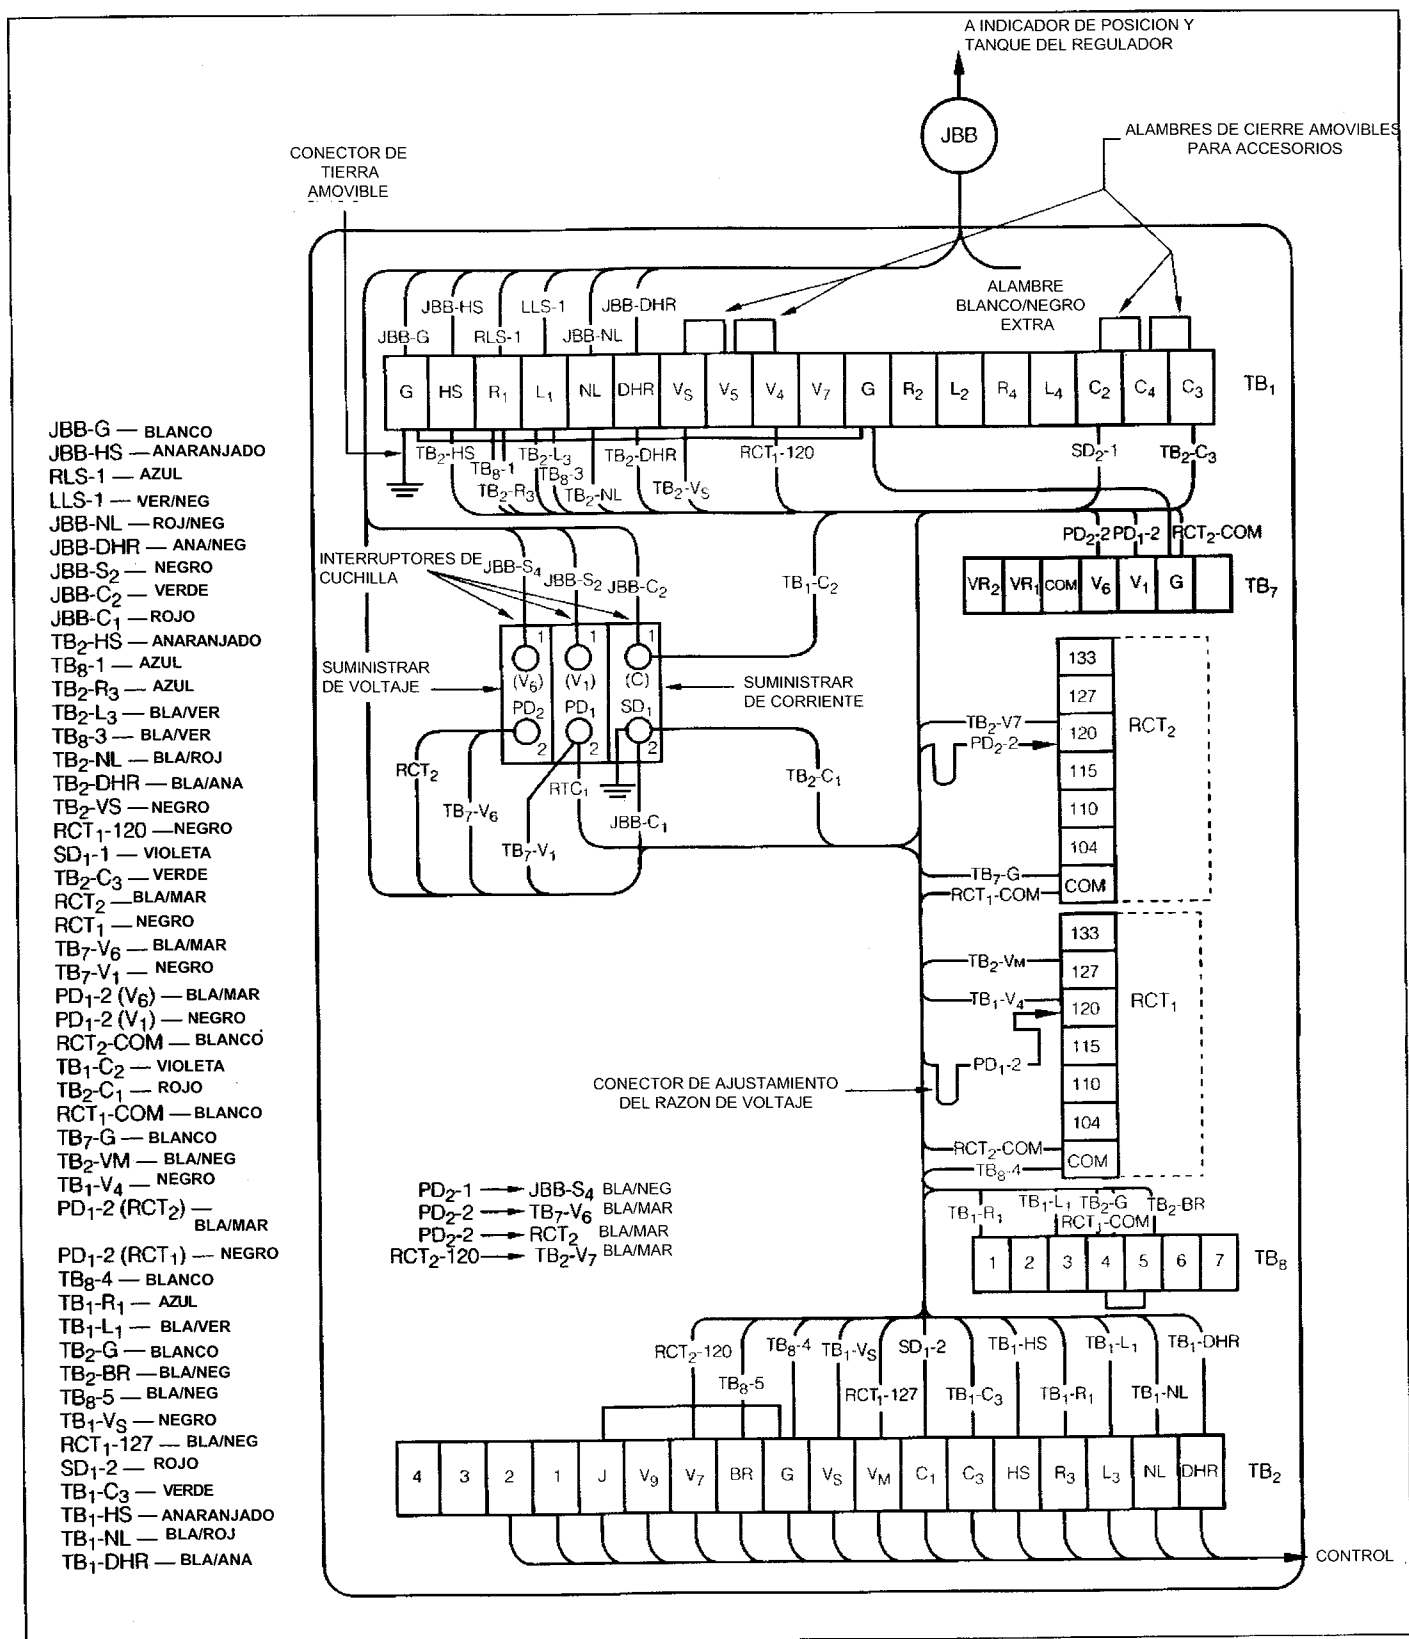 A INDICADOR DE POSICION Y
TANQUE DEL REGULADOR
JBB
ALAMBRES DE CIERRE AMOVIBLES
PARA ACCESORIOS
CONECTOR DE
TIERRA
AMOVIBLE
ALAMBRE
BLANCO/NEGRO
EXTRA
JBB-G
JBB-HS
RLS-1
LLS-1
JBB-NL
JBB-DHR
G HS R1 L1 NL DHR VS V5 V4 V7 G R2 L2 R4 L4 C2 C4 C3 TB1
TB2-HS
TB8-1
TB2-R3
TB2-L3
TB8-3
TB2-NL
TB2-DHR
TB2-VS
RCT1-120
SD2-1
TB2-C3
JBB-G — BLANCO
JBB-HS — ANARANJADO
RLS-1 — AZUL
LLS-1 — VER/NEG
JBB-NL — ROJ/NEG
JBB-DHR — ANA/NEG
JBB-S2 — NEGRO
JBB-C2 — VERDE
JBB-C1 — ROJO
TB2-HS — ANARANJADO
TB8-1 — AZUL
TB2-R3 — AZUL
TB2-L3 — BLA/VER
TB8-3 — BLA/VER
TB2-NL — BLA/ROJ
TB2-DHR — BLA/ANA
TB2-VS — NEGRO
RCT1-120 — NEGRO
SD1-1 — VIOLETA
TB2-C3 — VERDE
RCT2 — BLA/MAR
RCT1 — NEGRO
TB7-V6 — BLA/MAR
TB7-V1 — NEGRO
PD1-2 (V6) — BLA/MAR
PD1-2 (V1) — NEGRO
RCT2-COM — BLANCO
TB1-C2 — VIOLETA
TB2-C1 — ROJO
RCT1-COM — BLANCO
TB7-G — BLANCO
TB2-VM — BLA/NEG
TB1-V4 — NEGRO
PD1-2 (RCT2) —
BLA/MAR
PD1-2 (RCT1) — NEGRO
TB8-4 — BLANCO
TB1-R1 — AZUL
TB1-L1 — BLA/VER
TB2-G — BLANCO
TB2-BR — BLA/NEG
TB8-5 — BLA/NEG
TB1-VS — NEGRO
RCT1-127 — BLA/NEG
SD1-2 — ROJO
TB1-C3 — VERDE
TB1-HS — ANARANJADO
TB1-NL — BLA/ROJ
TB1-DHR — BLA/ANA
INTERRUPTORES DE
CUCHILLA
JBB-S4
JBB-S2
JBB-C2
TB1-C2
PD2-2
PD1-2
RCT2-COM
VR2 VR1 COM V6 V1 G TB7
SUMINISTRAR
DE VOLTAJE
1 1 1
(V6) (V1) (C)
PD2 PD1 SD1
2 2 2
SUMINISTRAR
DE CORRIENTE
RCT2
TB7-V6
TB7-V1
RTC1
JBB-C1
TB2-C1
133
127
120
115
110
104
COM
RCT2
TB2-V7
PD2-2
TB7-G
RCT1-COM
133
127
120
115
110
104
COM
RCT1
TB2-VM
TB1-V4
PD1-2
RCT2-COM
TB8-4
CONECTOR DE AJUSTAMIENTO
DEL RAZON DE VOLTAJE
PD2-1 → JBB-S4 BLA/NEG
PD2-2 → TB7-V6 BLA/MAR
PD2-2 → RCT2 BLA/MAR
RCT2-120 → TB2-V7 BLA/MAR
TB1-R1
TB1-L1
TB2-G
TB2-BR
RCT1-COM
1 2 3 4 5 6 7 TB8
RCT2-120
TB8-5
TB8-4
TB1-VS
RCT1-127
SD1-2
TB1-C3
TB1-HS
TB1-R1
TB1-L1
TB1-NL
TB1-DHR
4 3 2 1 J V9 V7 BR G VS VM C1 C3 HS R3 L3 NL DHR TB2
CONTROL